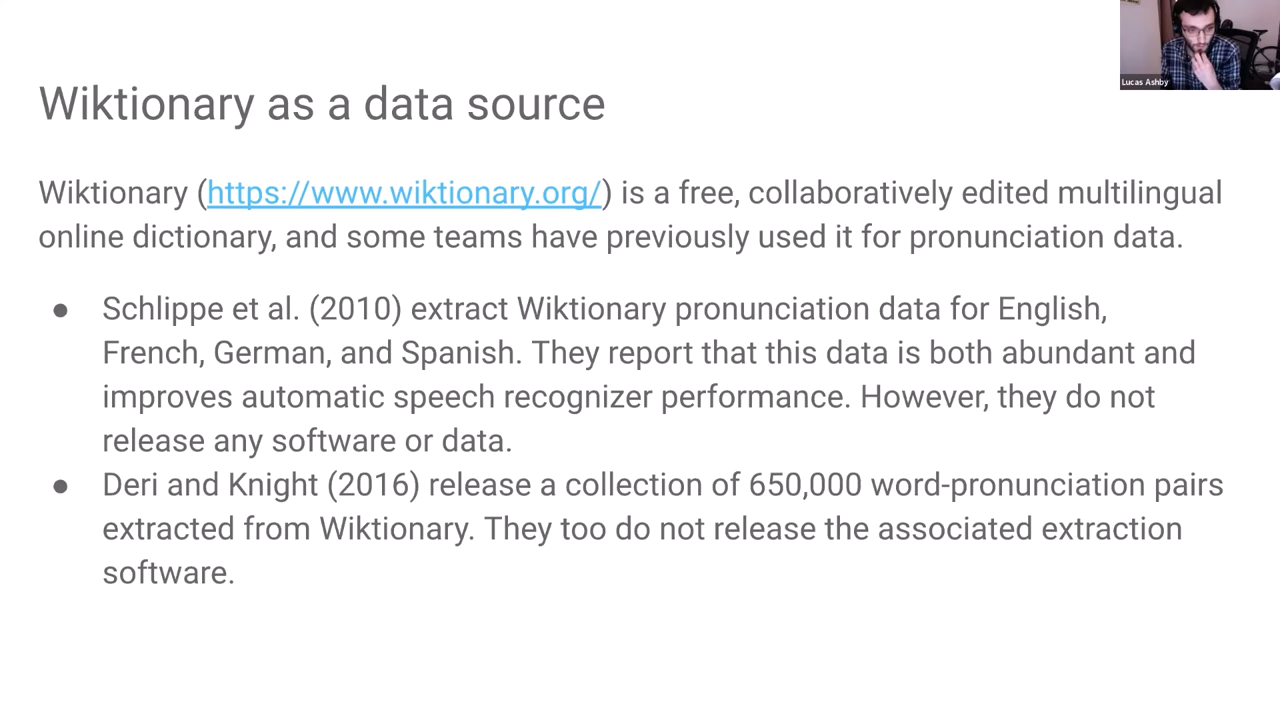 Lucas Ashby
Wiktionary as a data source
Wiktionary (https://www.wiktionary.org/) is a free, collaboratively edited multilingual
online dictionary, and some teams have previously used it for pronunciation data.
● Schlippe et al. (2010) extract Wiktionary pronunciation data for English,
French, German, and Spanish. They report that this data is both abundant and
improves automatic speech recognizer performance. However, they do not
release any software or data.
● Deri and Knight (2016) release a collection of 650,000 word-pronunciation pairs
extracted from Wiktionary. They too do not release the associated extraction
software.